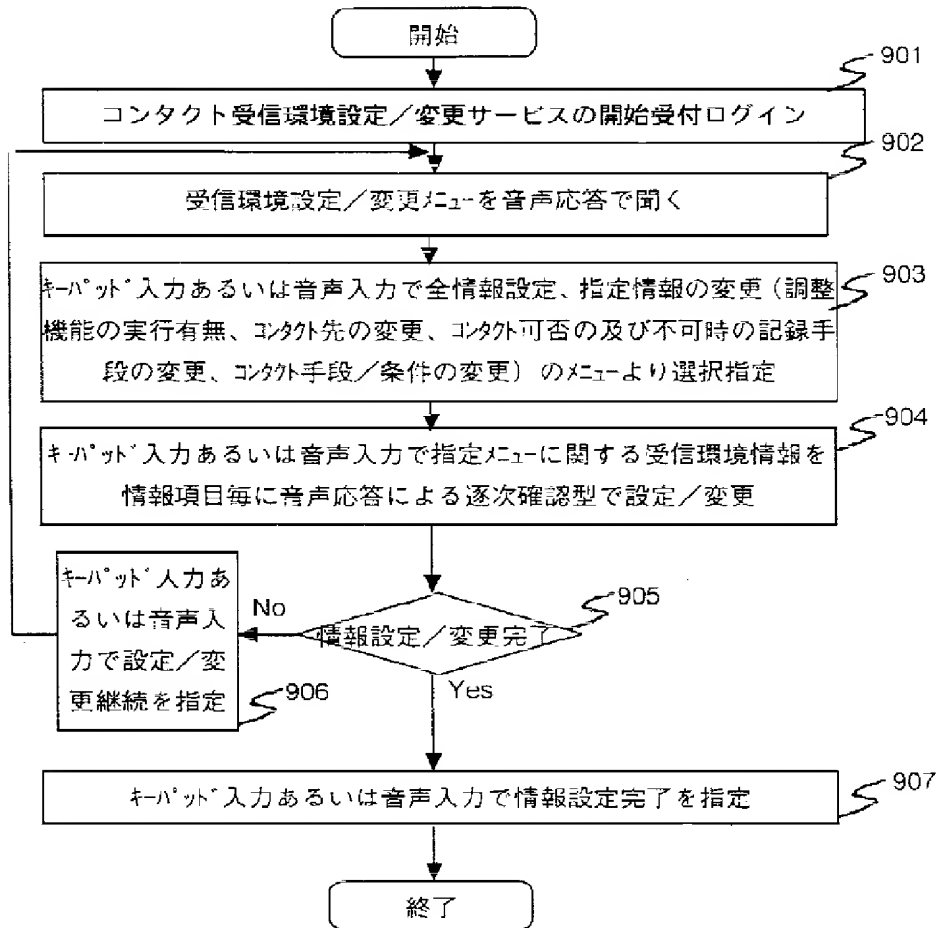 開始
901
コンタクト受信環境設定／変更サービスの開始受付ログイン
902
受信環境設定／変更ﾒﾆｭｰを音声応答で聞く
903
ｷｰﾊﾟｯﾄﾞ入力あるいは音声入力で全情報設定、指定情報の変更（調整
機能の実行有無、ｺﾝﾀｸﾄ先の変更、ｺﾝﾀｸﾄ可否の及び不可時の記録手
段の変更、ｺﾝﾀｸﾄ手段／条件の変更）のﾒﾆｭｰより選択指定
904
ｷｰﾊﾟｯﾄﾞ入力あるいは音声入力で指定ﾒﾆｭｰに関する受信環境情報を
情報項目毎に音声応答による逐次確認型で設定／変更
905
情報設定／変更完了
No
Yes
ｷｰﾊﾟｯﾄﾞ入力あ
るいは音声入
力で設定／変
更継続を指定
906
907
ｷｰﾊﾟｯﾄﾞ入力あるいは音声入力で情報設定完了を指定
終了